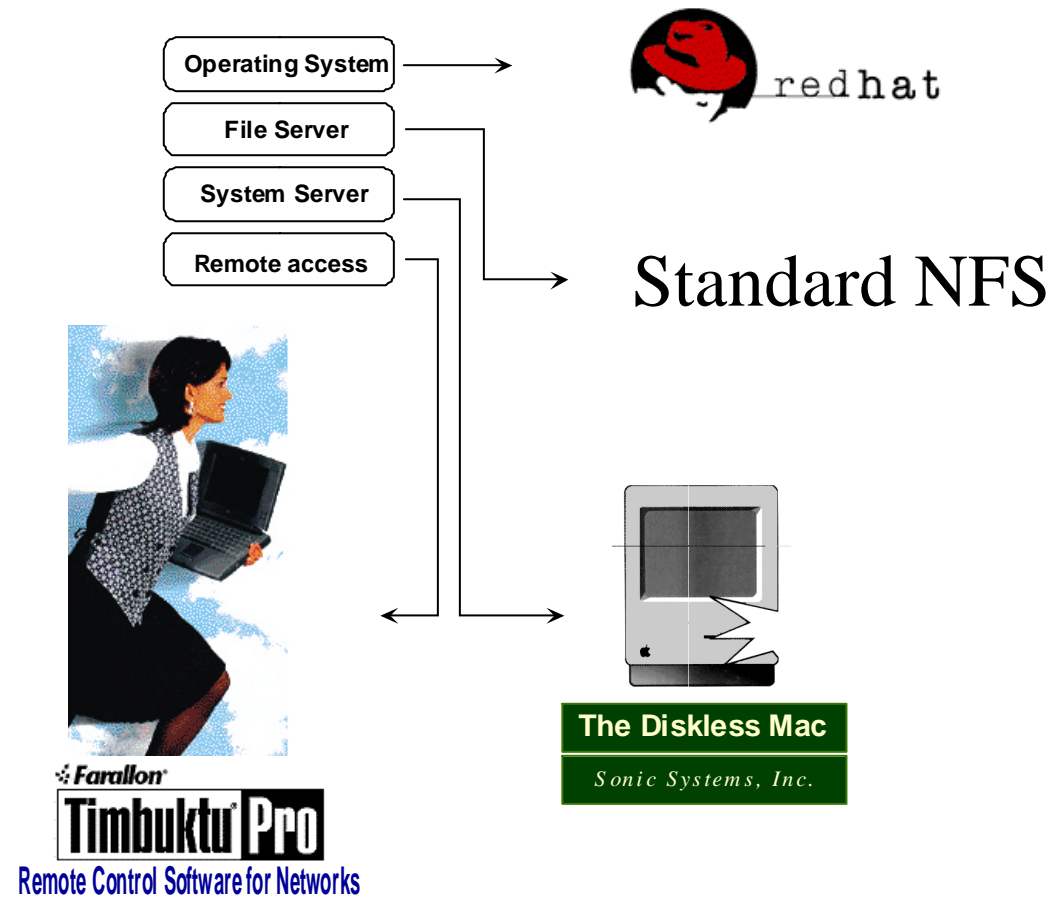 Operating System
redhat
File Server
System Server
Remote access
Standard NFS
The Diskless Mac
Sonic Systems, Inc.
Farallon
Timbuktu Pro
Remote Control Software for Networks